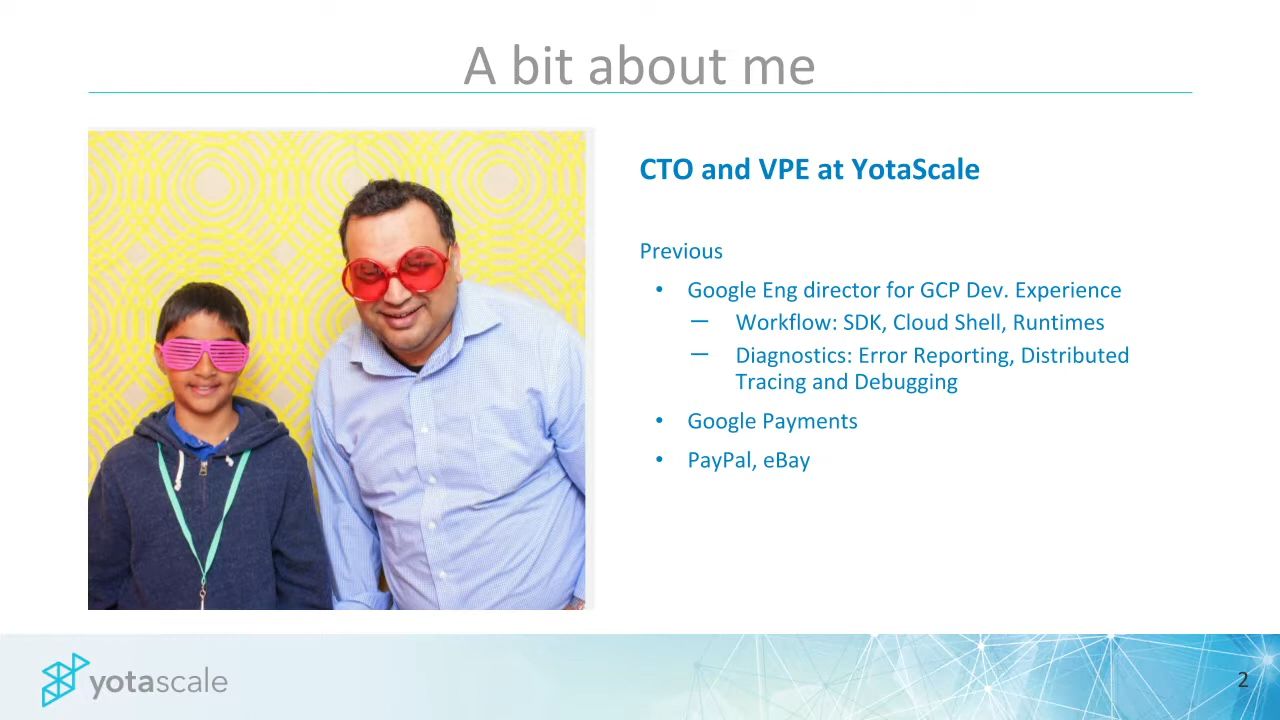 A bit about me
CTO and VPE at YotaScale
Previous
• Google Eng director for GCP Dev. Experience
— Workflow: SDK, Cloud Shell, Runtimes
— Diagnostics: Error Reporting, Distributed
Tracing and Debugging
• Google Payments
• PayPal, eBay
yotascale
2